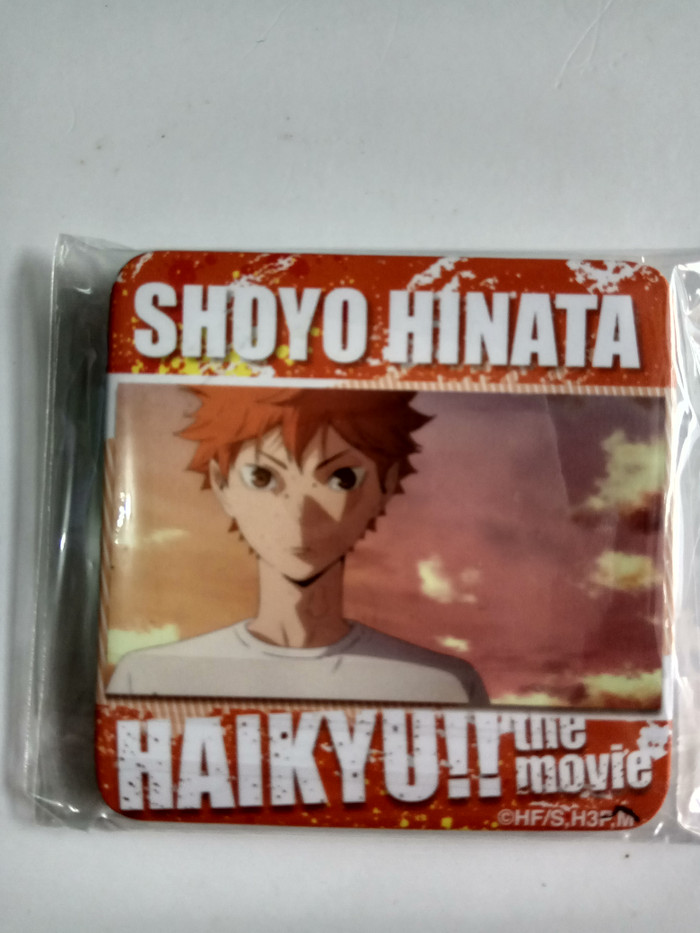 SHOYO HINATA
HAIKYU!! the movie
©HF/S,H3P,M